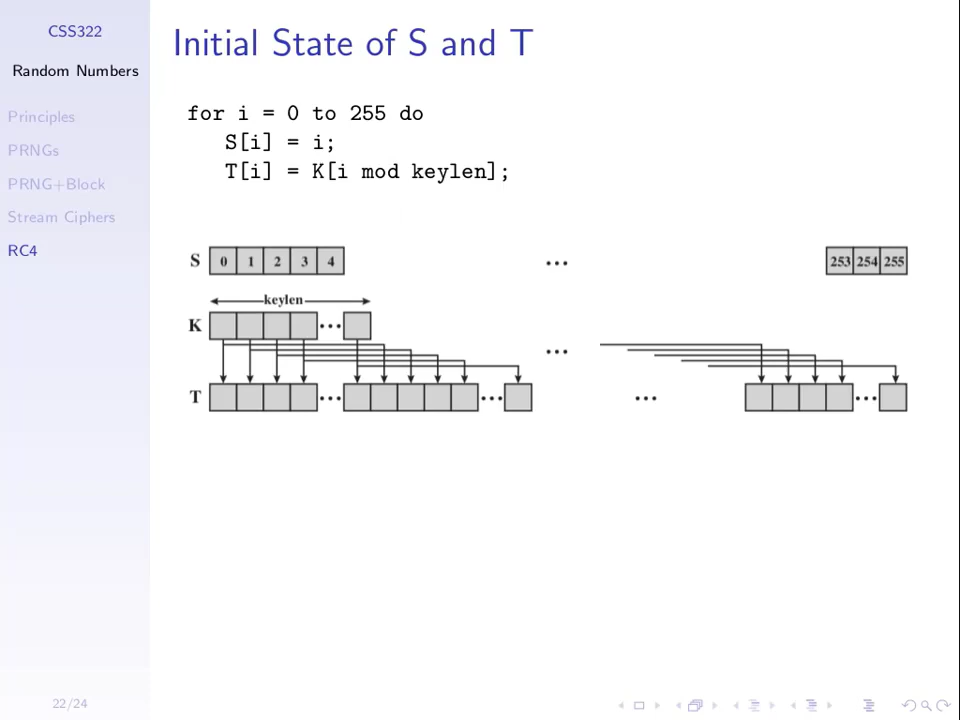 CSS322
Random Numbers
Principles
PRNGs
PRNG+Block
Stream Ciphers
RC4
Initial State of S and T
for i = 0 to 255 do
S[i] = i;
T[i] = K[i mod keylen];
S 0 1 2 3 4 ... 253 254 255
keylen
K ... ...
T ... ... ... ...
22/24